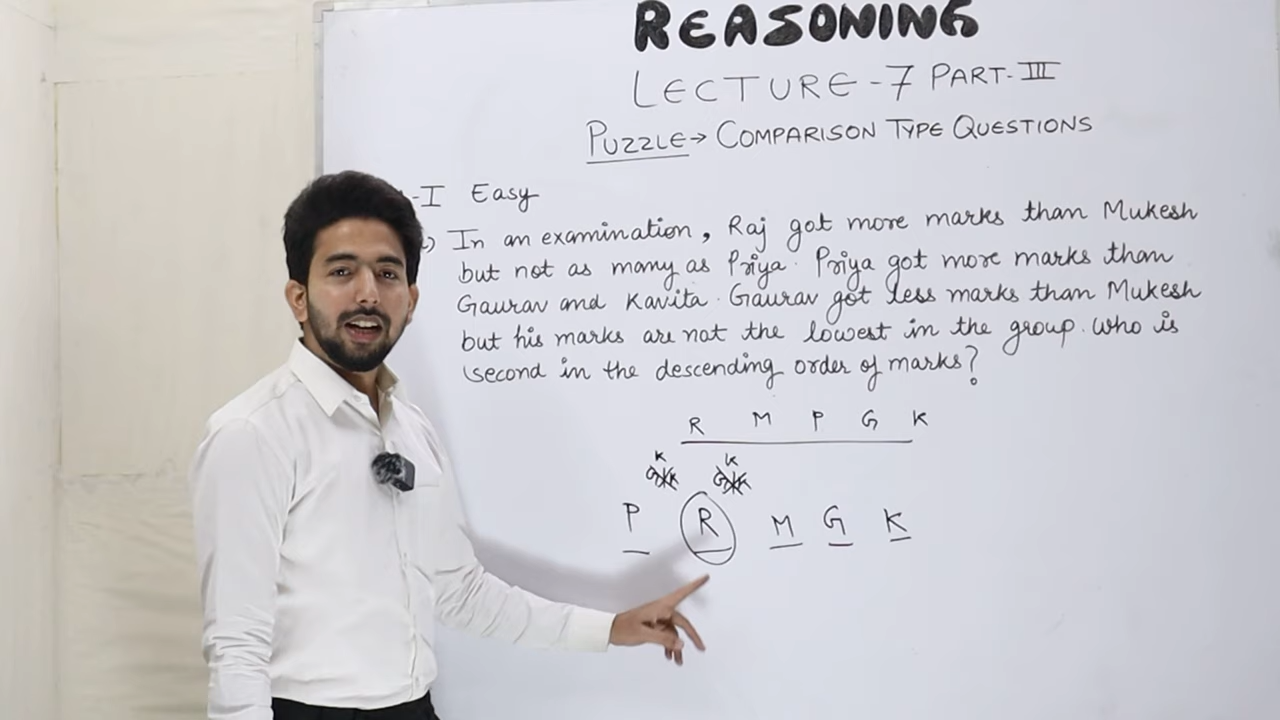 REASONING
LECTURE-7 PART-III
PUZZLE→ COMPARISON TYPE QUESTIONS
-I Easy
) In an examination, Raj got more marks than Mukesh
but not as many as Priya. Priya got more marks than
Gaurav and Kavita. Gaurav got less marks than Mukesh
but his marks are not the lowest in the group. Who is
second in the descending order of marks?
R M P G K
K K
P R M G K